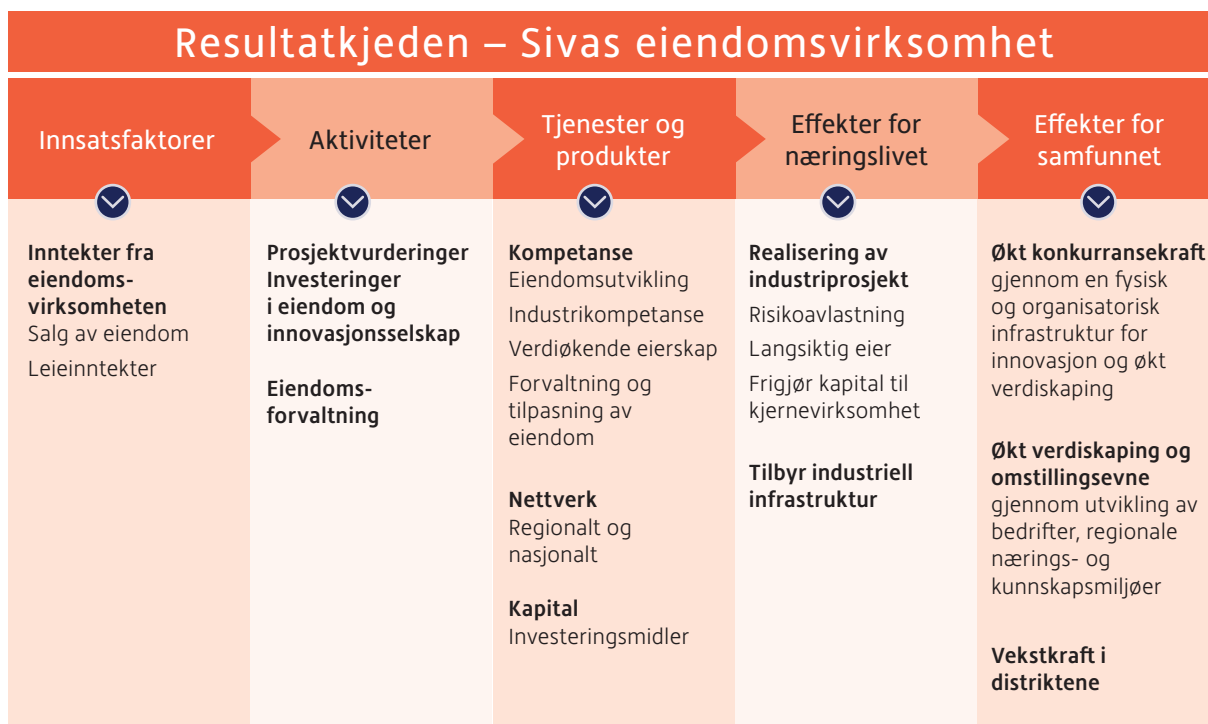 Resultatkjeden – Sivas eiendomsvirksomhet
Innsatsfaktorer
Inntekter fra
eiendoms-
virksomheten
Salg av eiendom
Leieinntekter
Aktiviteter
Prosjektvurderinger
Investeringer
i eiendom og
innovasjonsselskap
Eiendoms-
forvaltning
Tjenester og
produkter
Kompetanse
Eiendomsutvikling
Industrikompetanse
Verdiøkende eierskap
Forvaltning og
tilpasning av
eiendom
Nettverk
Regionalt og
nasjonalt
Kapital
Investeringsmidler
Effekter for
næringslivet
Realisering av
industriprosjekt
Risikoavlastning
Langsiktig eier
Frigjør kapital til
kjernevirksomhet
Tilbyr industriell
infrastruktur
Effekter for
samfunnet
Økt konkurransekraft
gjennom en fysisk
og organisatorisk
infrastruktur for
innovasjon og økt
verdiskaping
Økt verdiskaping og
omstillingsevne
gjennom utvikling av
bedrifter, regionale
nærings- og
kunnskapsmiljøer
Vekstkraft i
distriktene